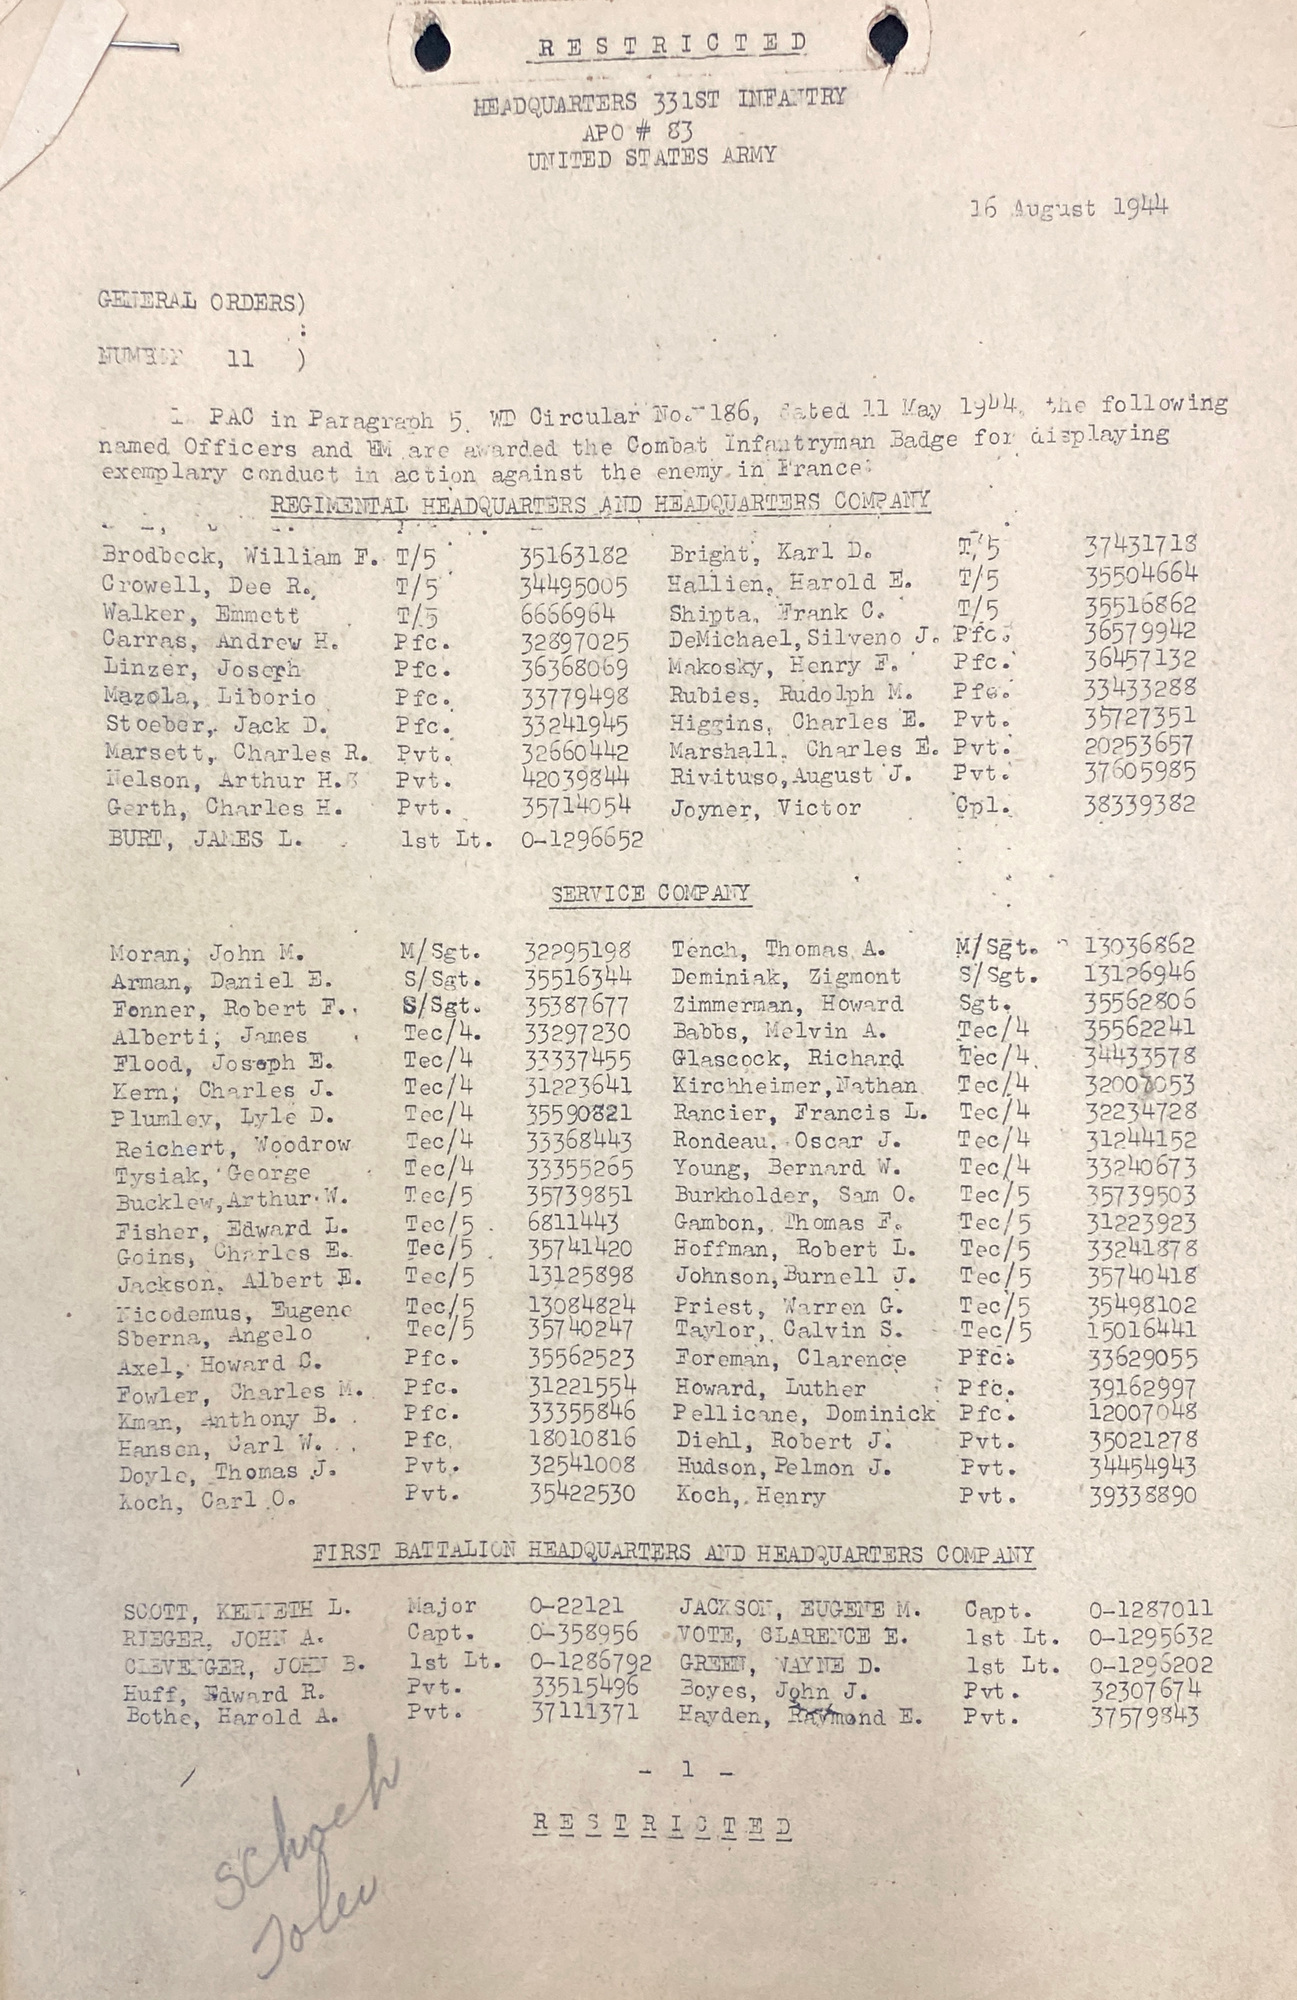 R E S T R I C T E D
HEADQUARTERS 331ST INFANTRY
APO # 83
UNITED STATES ARMY
16 August 1944
GENERAL ORDERS)
:
NUMBER 11 )
1. PAC in Paragraph 5, WD Circular No. 186, dated 11 May 1944, the following
named Officers and EM are awarded the Combat Infantryman Badge for displaying
exemplary conduct in action against the enemy in France:
REGIMENTAL HEADQUARTERS AND HEADQUARTERS COMPANY
Brodbeck, William F. T/5 35163182 Bright, Karl D. T/5 37431718
Crowell, Dee R. T/5 34495005 Hallien, Harold E. T/5 35504664
Walker, Emmett T/5 6666964 Shipta, Frank C. T/5 35516862
Carras, Andrew H. Pfc. 32897025 DeMichael,Silveno J. Pfc. 36579942
Linzer, Joseph Pfc. 36368069 Makosky, Henry F. Pfc. 36457132
Mazola, Liborio Pfc. 33779498 Rubies, Rudolph M. Pfc. 33433288
Stoeber, Jack D. Pfc. 33241945 Higgins, Charles E. Pvt. 35727351
Marsett, Charles R. Pvt. 32660442 Marshall, Charles E. Pvt. 20253657
Nelson, Arthur H. Pvt. 42039844 Rivituso,August J. Pvt. 37605985
Gerth, Charles H. Pvt. 35714054 Joyner, Victor Cpl. 38339382
BURT, JAMES L. 1st Lt. O-1296652
SERVICE COMPANY
Moran, John M. M/Sgt. 32295198 Tench, Thomas A. M/Sgt. 13036862
Arman, Daniel E. S/Sgt. 35516344 Deminiak, Zigmont S/Sgt. 13126946
Fenner, Robert F. S/Sgt. 35387677 Zimmerman, Howard Sgt. 35562806
Alberti, James Tec/4. 33297230 Babbs, Melvin A. Tec/4 35562241
Flood, Joseph E. Tec/4 33337455 Glascock, Richard Tec/4 34433578
Kern, Charles J. Tec/4 31223641 Kirchheimer,Nathan Tec/4
Plumley, Lyle D. Tec/4 35590821 Rancier, Francis L. Tec/4 32234728
Reichert, Woodrow Tec/4 33368443 Rondeau, Oscar J. Tec/4 31244152
Tysiak, George Tec/4 33355265 Young, Bernard W. Tec/4 33240673
Bucklew,Arthur W. Tec/5 35739851 Burkholder, Sam O. Tec/5 35739503
Fisher, Edward L. Tec/5 6811443 Gambon, Thomas F. Tec/5 31223923
Goins, Charles E. Tec/5 35741420 Hoffman, Robert L. Tec/5 33241878
Jackson, Albert E. Tec/5 13125898 Johnson,Burnell J. Tec/5 35740418
Nicodemus, Eugene Tec/5 13084824 Priest, Warren G. Tec/5 35498102
Sberna, Angelo Tec/5 35740247 Taylor, Calvin S. Tec/5 15016441
Axel, Howard C. Pfc. 35562523 Foreman, Clarence Pfc. 33629055
Fowler, Charles M. Pfc. 31221554 Howard, Luther Pfc. 39162997
Kman, Anthony B. Pfc. 33355846 Pellicane, Dominick Pfc. 12007048
Hansen, Carl W. Pfc 18010816 Diehl, Robert J. Pvt. 35021278
Doyle, Thomas J. Pvt. 32541008 Hudson,Pelmon J. Pvt. 34454943
Koch, Carl O. Pvt. 35422530 Koch, Henry Pvt. 39338890
FIRST BATTALION HEADQUARTERS AND HEADQUARTERS COMPANY
SCOTT, KENNETH L. Major O-22121 JACKSON, EUGENE M. Capt. O-1287011
RIEGER, JOHN A. Capt. O-358956 VOTE, CLARENCE E. 1st Lt. O-1295632
CLEVENGER, JOHN B. 1st Lt. O-1286792 GREEN, WAYNE D. 1st Lt. O-1296202
Huff, Edward R. Pvt. 33515496 Boyes, John J. Pvt. 32307674
Bothe, Harold A. Pvt. 37111371 Hayden, Raymond E. Pvt. 37579843
- 1 -
R E S T R I C T E D
Schoch